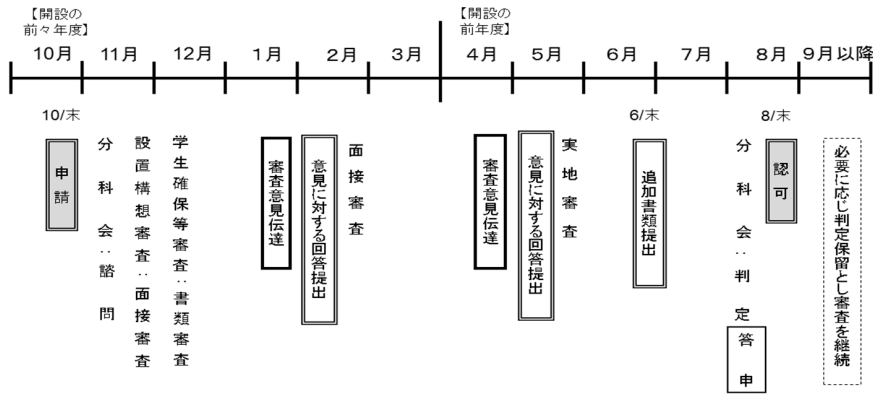 【開設の
前々年度】
【開設の
前年度】
10月
11月
12月
1月
2月
3月
4月
5月
6月
7月
8月
9月以降
10/末
6/末
8/末
申請
分科会：諮問
設置構想審査：面接審査
学生確保等審査：書類審査
審査意見伝達
意見に対する回答提出
面接審査
審査意見伝達
意見に対する回答提出
実地審査
追加書類提出
分科会：判定
答申
認可
必要に応じ判定保留とし審査を継続